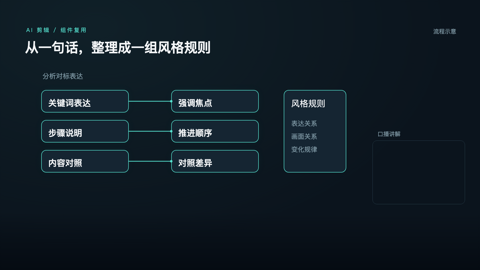 AI 剪辑 / 组件复用
流程示意
从一句话，整理成一组风格规则
分析对标表达
关键词表达
强调焦点
步骤说明
推进顺序
内容对照
对照差异
风格规则
表达关系
画面关系
变化规律
口播讲解